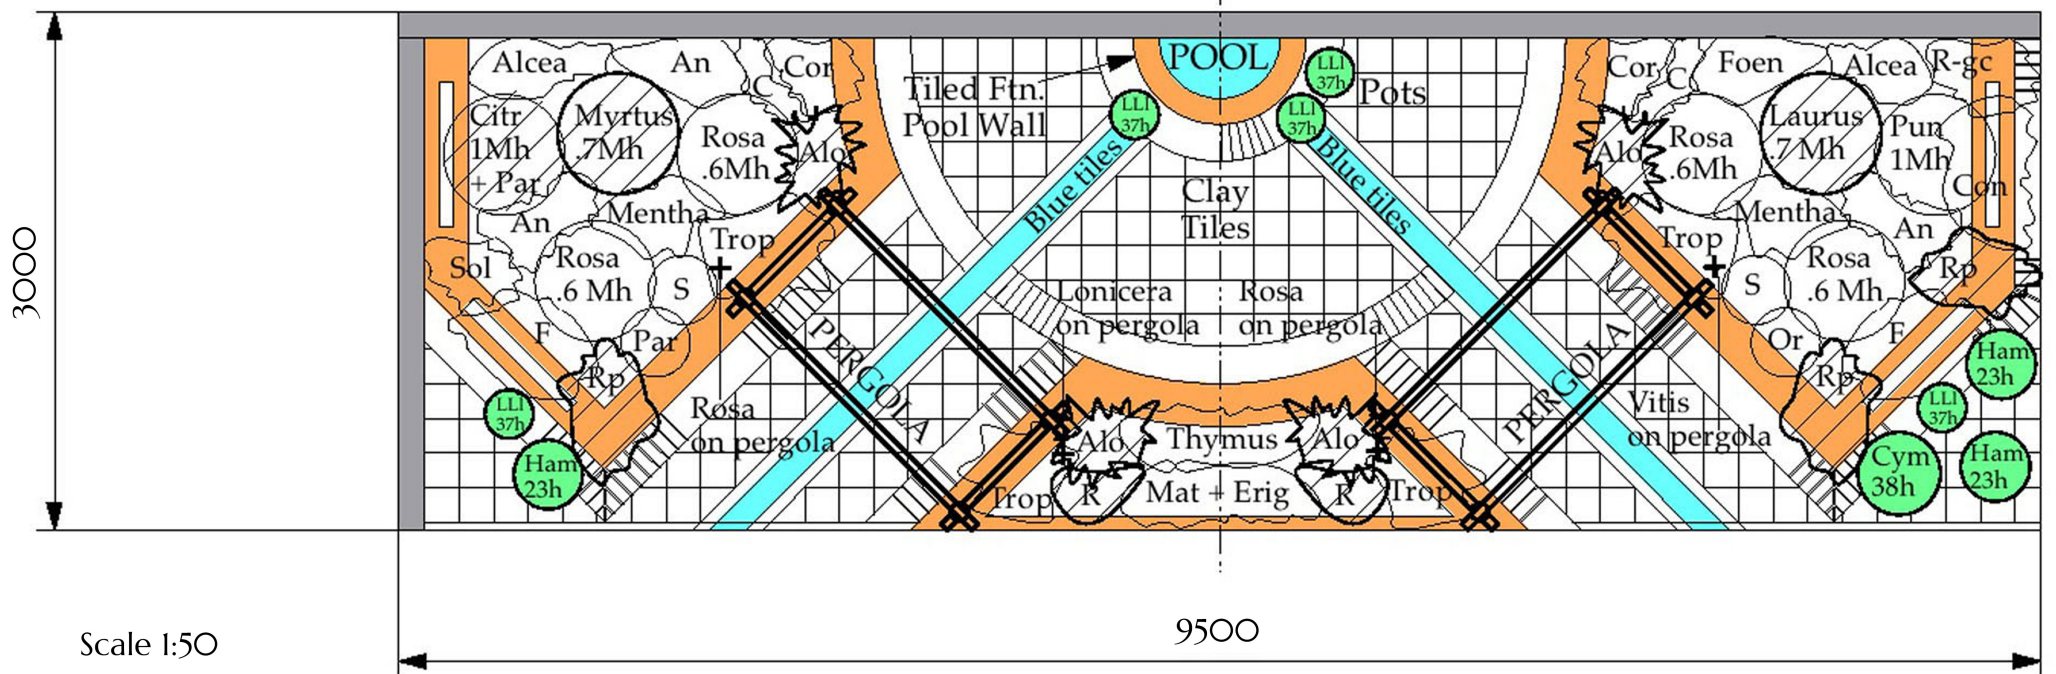 Alcea
An
Cor
C
Citr
1Mh
+ Par
Myrtus
.7Mh
Rosa
.6Mh
Alo
An
Mentha
Trop
Sol
Rosa
.6 Mh
S
F
Par
Rp
LLI
37h
Ham
23h
Rosa
on pergola
PERGOLA
Tiled Ftn.
Pool Wall
POOL
LLI
37h
LLI
37h
LLI
37h
Pots
Blue tiles
Blue tiles
Clay
Tiles
Lonicera
on pergola
Rosa
on pergola
Alo
Thymus
Alo
Trop
R
Mat + Erig
R
Trop
Cor
C
Foen
Alcea
R-gc
Alo
Rosa
.6Mh
Laurus
.7 Mh
Pun
1Mh
Con
Mentha
An
Trop
S
Rosa
.6 Mh
Rp
Or
F
Rp
PERGOLA
Vitis
on pergola
Ham
23h
LLI
37h
Cym
38h
Ham
23h
3000
9500
Scale 1:50